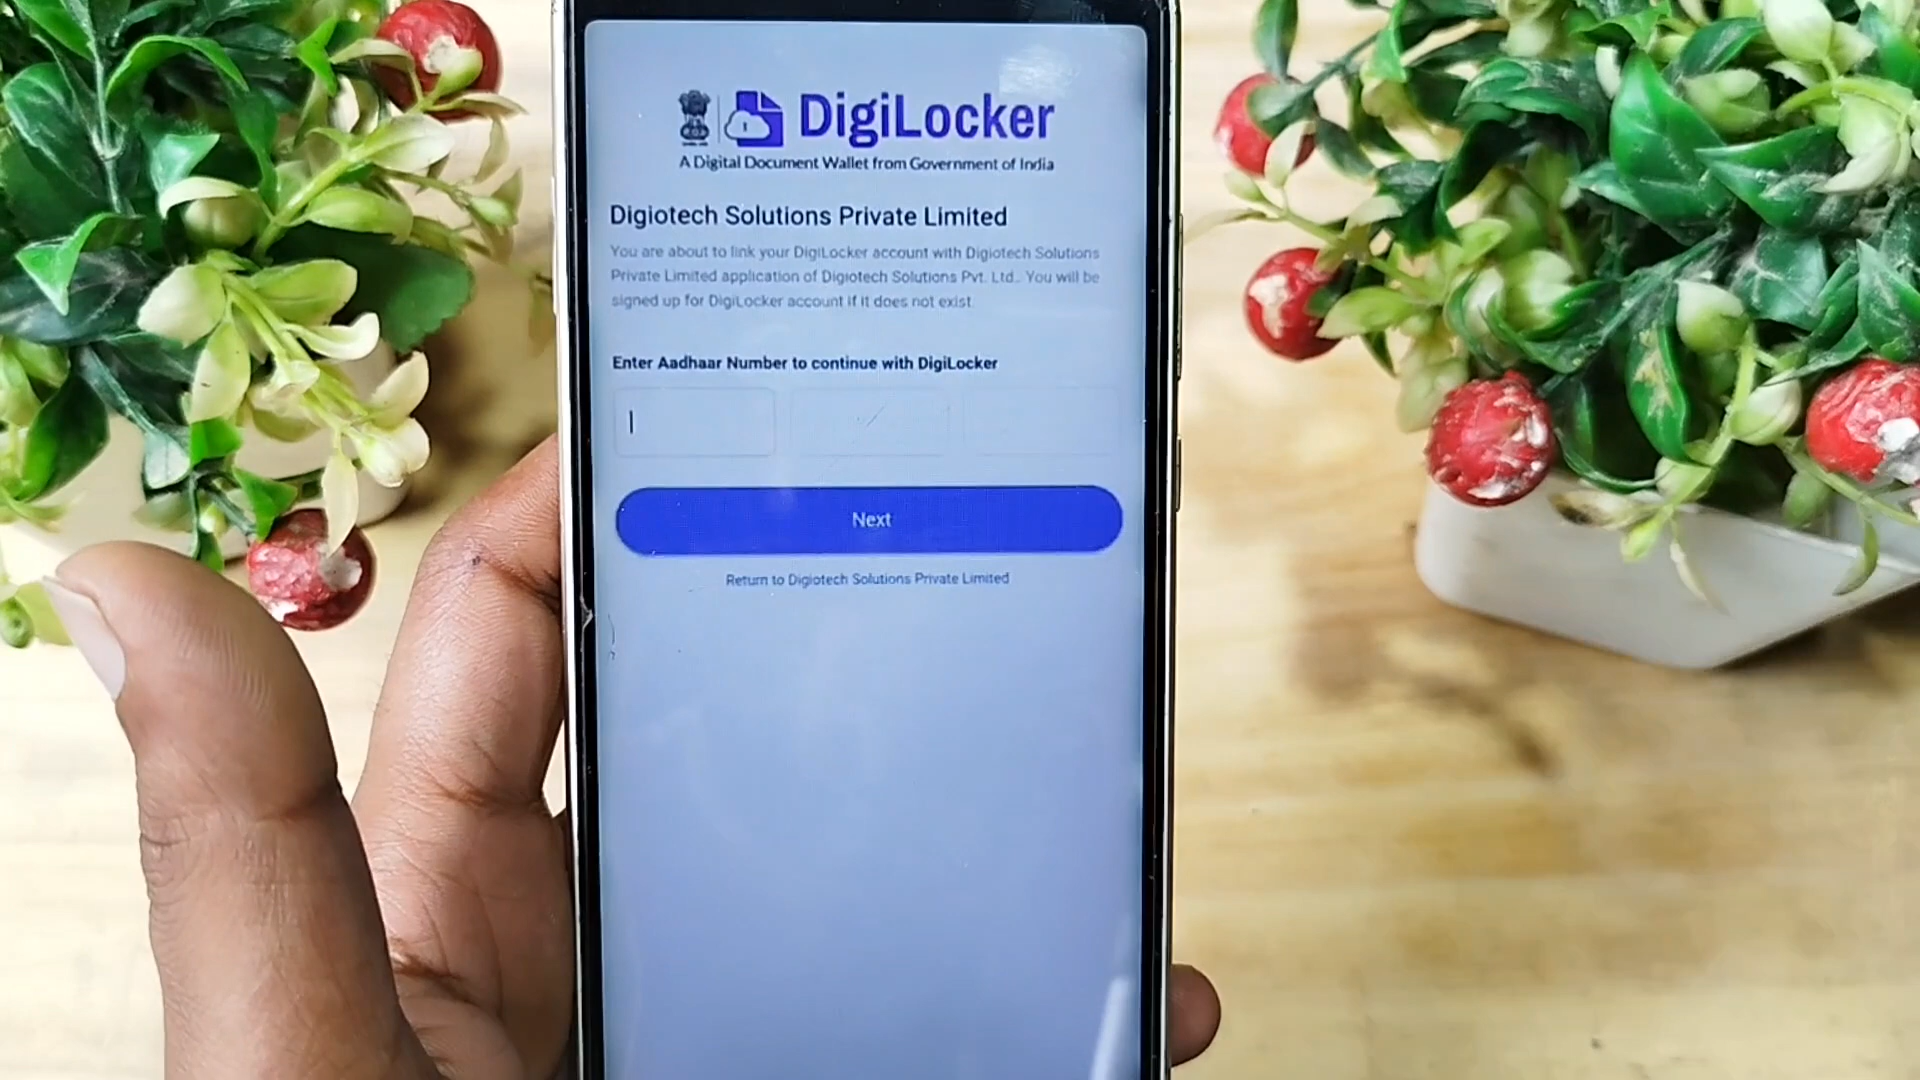 DigiLocker
A Digital Document Wallet from Government of India
Digiotech Solutions Private Limited
You are about to link your DigiLocker account with Digiotech Solutions
Private Limited application of Digiotech Solutions Pvt. Ltd.. You will be
signed up for DigiLocker account if it does not exist.
Enter Aadhaar Number to continue with DigiLocker
Next
Return to Digiotech Solutions Private Limited